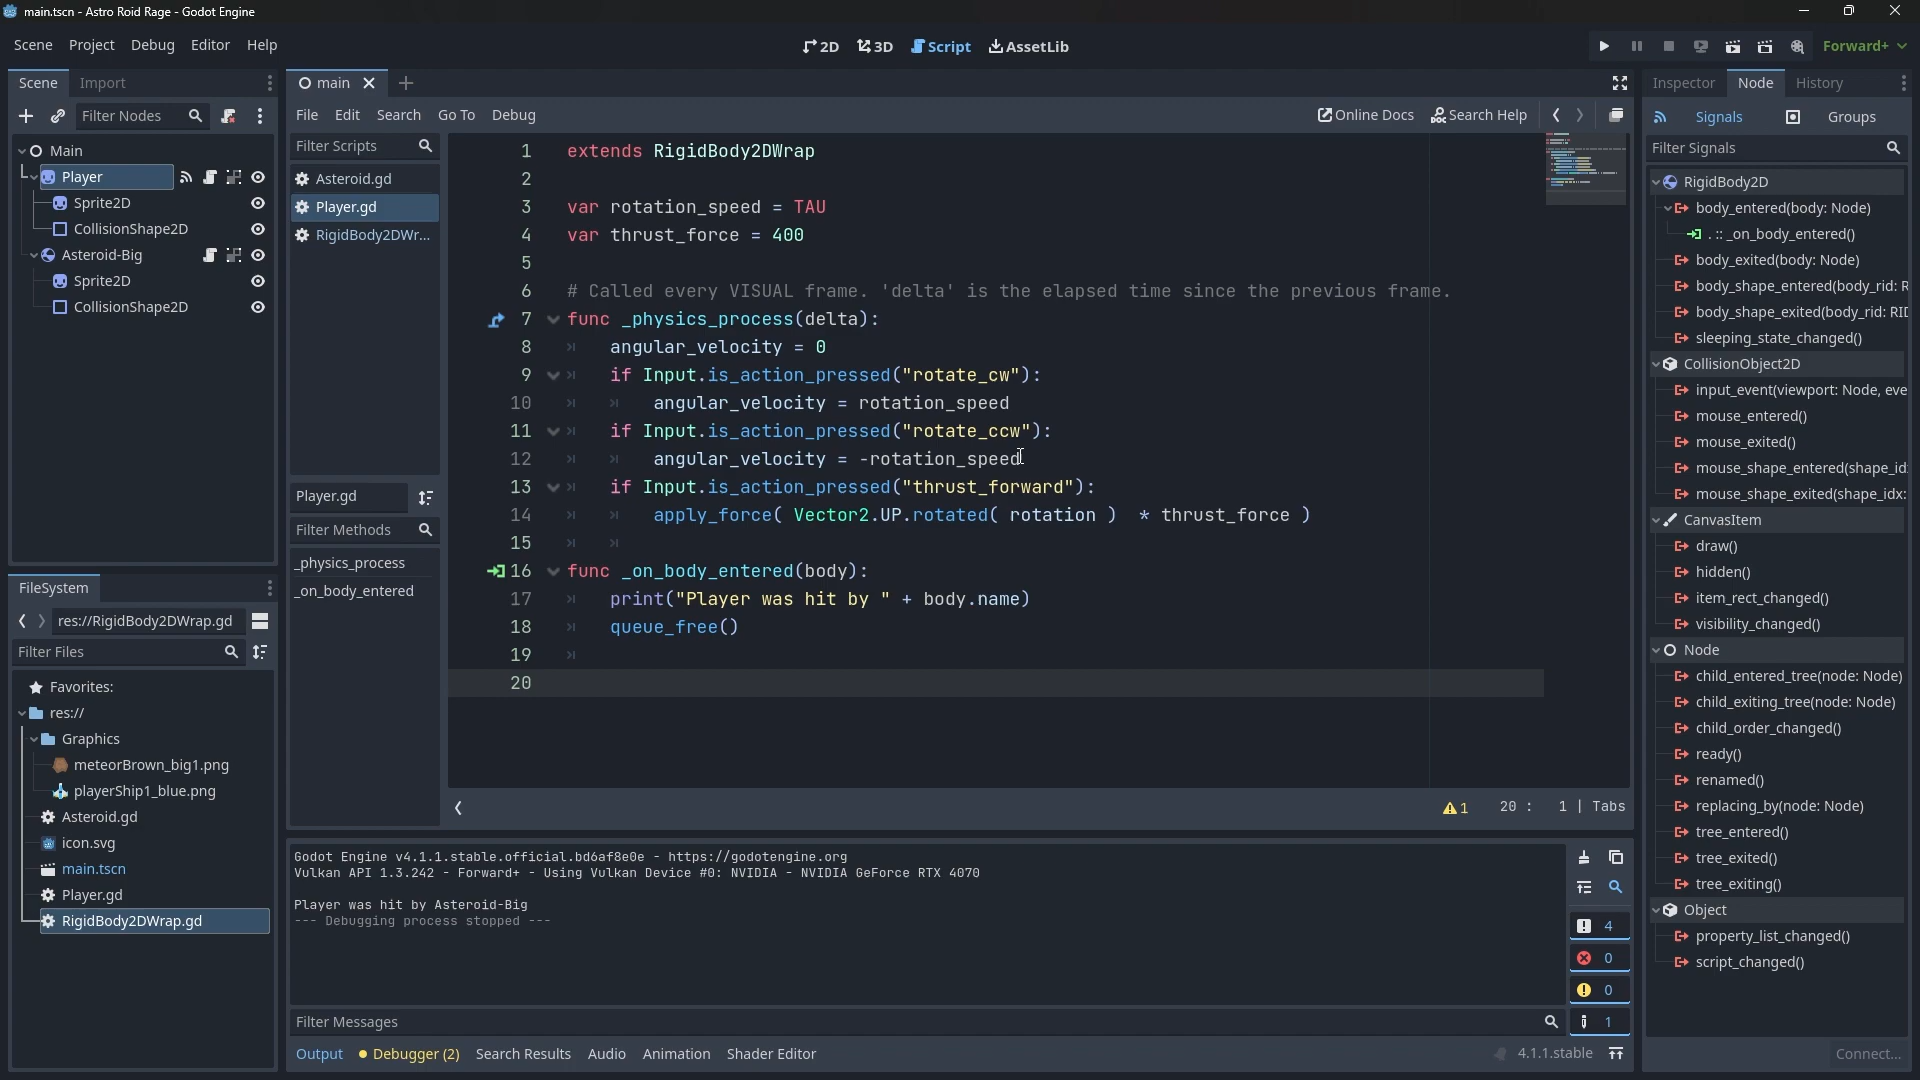 main.tscn - Astro Roid Rage - Godot Engine
Scene Project Debug Editor Help
2D 3D Script AssetLib
Forward+
Scene Import
Filter Nodes
Main
Player
Sprite2D
CollisionShape2D
Asteroid-Big
Sprite2D
CollisionShape2D
FileSystem
res://RigidBody2DWrap.gd
Filter Files
Favorites:
res://
Graphics
meteorBrown_big1.png
playerShip1_blue.png
Asteroid.gd
icon.svg
main.tscn
Player.gd
RigidBody2DWrap.gd
main
File Edit Search Go To Debug
Online Docs Search Help
Filter Scripts
Asteroid.gd
Player.gd
RigidBody2DWr...
Player.gd
Filter Methods
_physics_process
_on_body_entered
1 extends RigidBody2DWrap
2
3 var rotation_speed = TAU
4 var thrust_force = 400
5
6 # Called every VISUAL frame. 'delta' is the elapsed time since the previous frame.
7 func _physics_process(delta):
8 angular_velocity = 0
9 if Input.is_action_pressed("rotate_cw"):
10 angular_velocity = rotation_speed
11 if Input.is_action_pressed("rotate_ccw"):
12 angular_velocity = -rotation_speed
13 if Input.is_action_pressed("thrust_forward"):
14 apply_force( Vector2.UP.rotated( rotation ) * thrust_force )
15
16 func _on_body_entered(body):
17 print("Player was hit by " + body.name)
18 queue_free()
19
20
1 20 : 1 | Tabs
Godot Engine v4.1.1.stable.official.bd6af8e0e - https://godotengine.org
Vulkan API 1.3.242 - Forward+ - Using Vulkan Device #0: NVIDIA - NVIDIA GeForce RTX 4070
Player was hit by Asteroid-Big
--- Debugging process stopped ---
4
0
0
1
Filter Messages
Output Debugger (2) Search Results Audio Animation Shader Editor
4.1.1.stable
Inspector Node History
Signals Groups
Filter Signals
RigidBody2D
body_entered(body: Node)
. :: _on_body_entered()
body_exited(body: Node)
body_shape_entered(body_rid: R
body_shape_exited(body_rid: RID
sleeping_state_changed()
CollisionObject2D
input_event(viewport: Node, eve
mouse_entered()
mouse_exited()
mouse_shape_entered(shape_id
mouse_shape_exited(shape_idx:
CanvasItem
draw()
hidden()
item_rect_changed()
visibility_changed()
Node
child_entered_tree(node: Node)
child_exiting_tree(node: Node)
child_order_changed()
ready()
renamed()
replacing_by(node: Node)
tree_entered()
tree_exited()
tree_exiting()
Object
property_list_changed()
script_changed()
Connect...